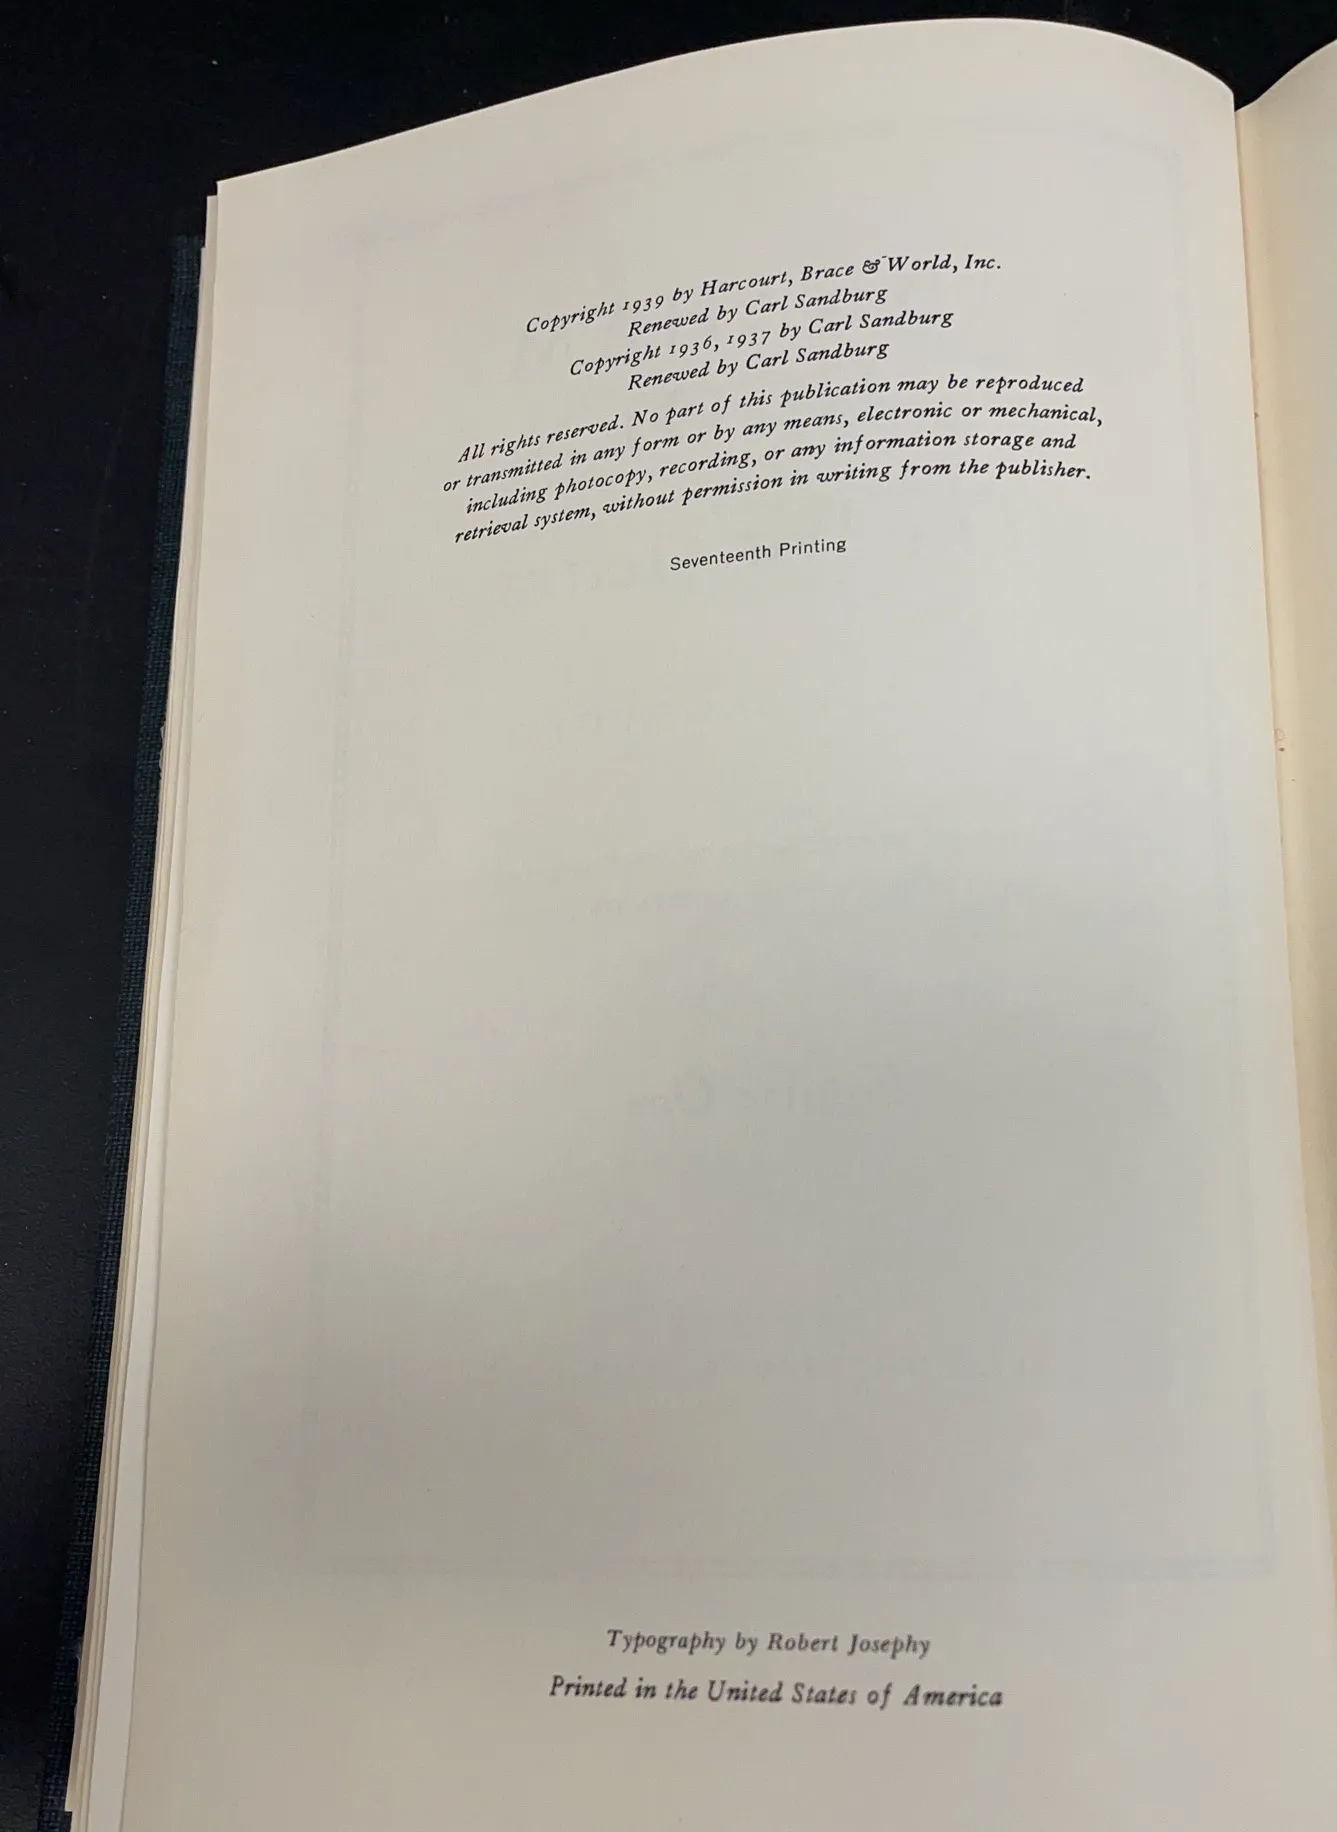 Copyright 1939 by Harcourt, Brace & World, Inc.
Renewed by Carl Sandburg
Copyright 1936, 1937 by Carl Sandburg
Renewed by Carl Sandburg
All rights reserved. No part of this publication may be reproduced
or transmitted in any form or by any means, electronic or mechanical,
including photocopy, recording, or any information storage and
retrieval system, without permission in writing from the publisher.
Seventeenth Printing
Typography by Robert Josephy
Printed in the United States of America